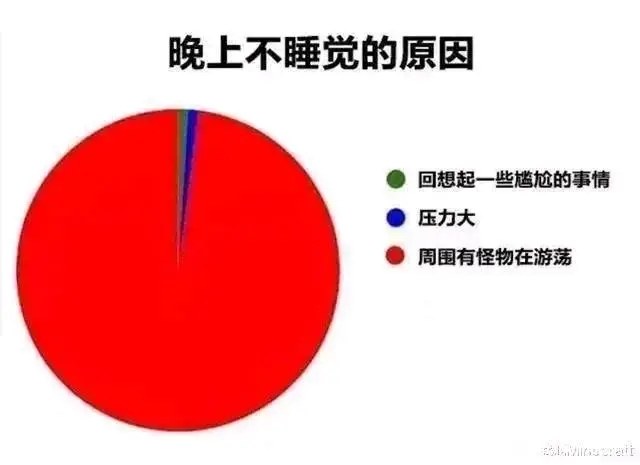 晚上不睡觉的原因
回想起一些尴尬的事情
压力大
周围有怪物在游荡